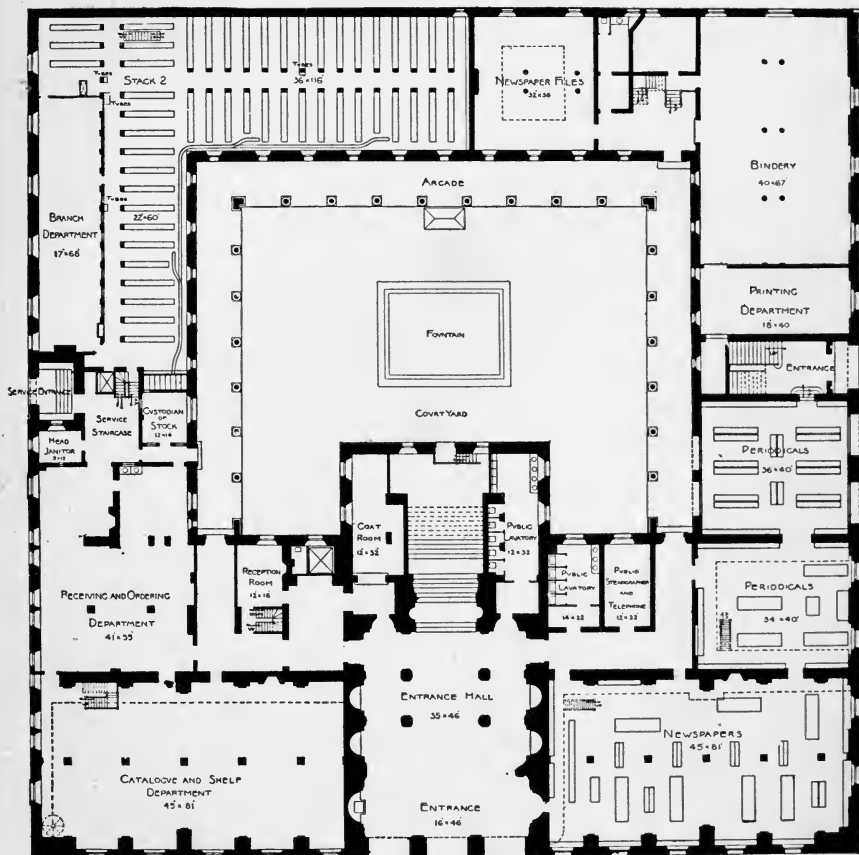 TUBES
STACK 2
TUBES
36×116'
TUBES
NEWSPAPER FILES
32'×36
BINDERY
40×67'
BRANCH
DEPARTMENT
17'×68'
TUBES
22'×60'
ARCADE
FOUNTAIN
COURT YARD
PRINTING
DEPARTMENT
18'×40
ENTRANCE
SERVICE ENTRANCE
SERVICE
STAIRCASE
CVSTODIAN
OF
STOCK
12×14
HEAD
JANITOR
PERIODICALS
36×40'
COAT
ROOM
12'×32'
PUBLIC
LAVATORY
12×32
RECEPTION
ROOM
12'×16'
PUBLIC
LAVATORY
14×22
PUBLIC
STENOGRAPHER
AND
TELEPHONE
12'×22'
PERIODICALS
34×40'
RECEIVING AND ORDERING
DEPARTMENT
41'×55'
ENTRANCE HALL
35×46'
NEWSPAPERS
45×81'
CATALOGVE AND SHELF
DEPARTMENT
45'×81'
ENTRANCE
16×46'